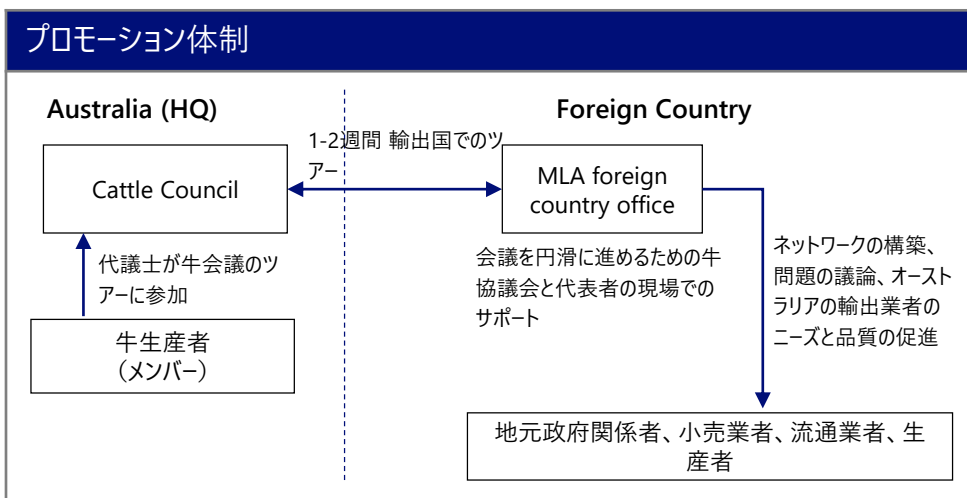 プロモーション体制
Australia (HQ)
Foreign Country
1-2週間 輸出国でのツ
アー
Cattle Council
MLA foreign
country office
代議士が牛会議のツ
アーに参加
会議を円滑に進めるための牛
協議会と代表者の現場での
サポート
ネットワークの構築、
問題の議論、オースト
ラリアの輸出業者の
ニーズと品質の促進
牛生産者
（メンバー）
地元政府関係者、小売業者、流通業者、生
産者